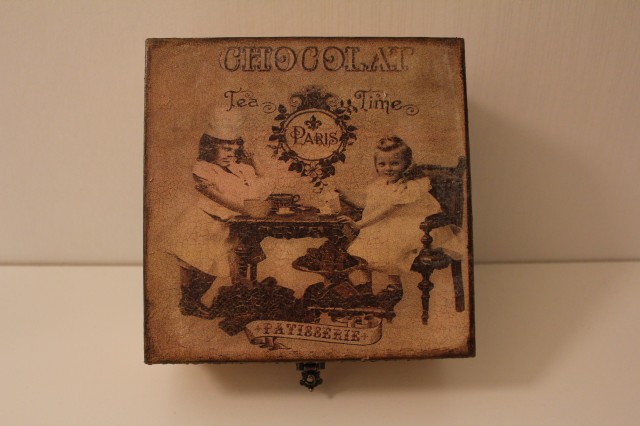 CHOCOLAT
Tea Time
PARIS
PATISSERIE